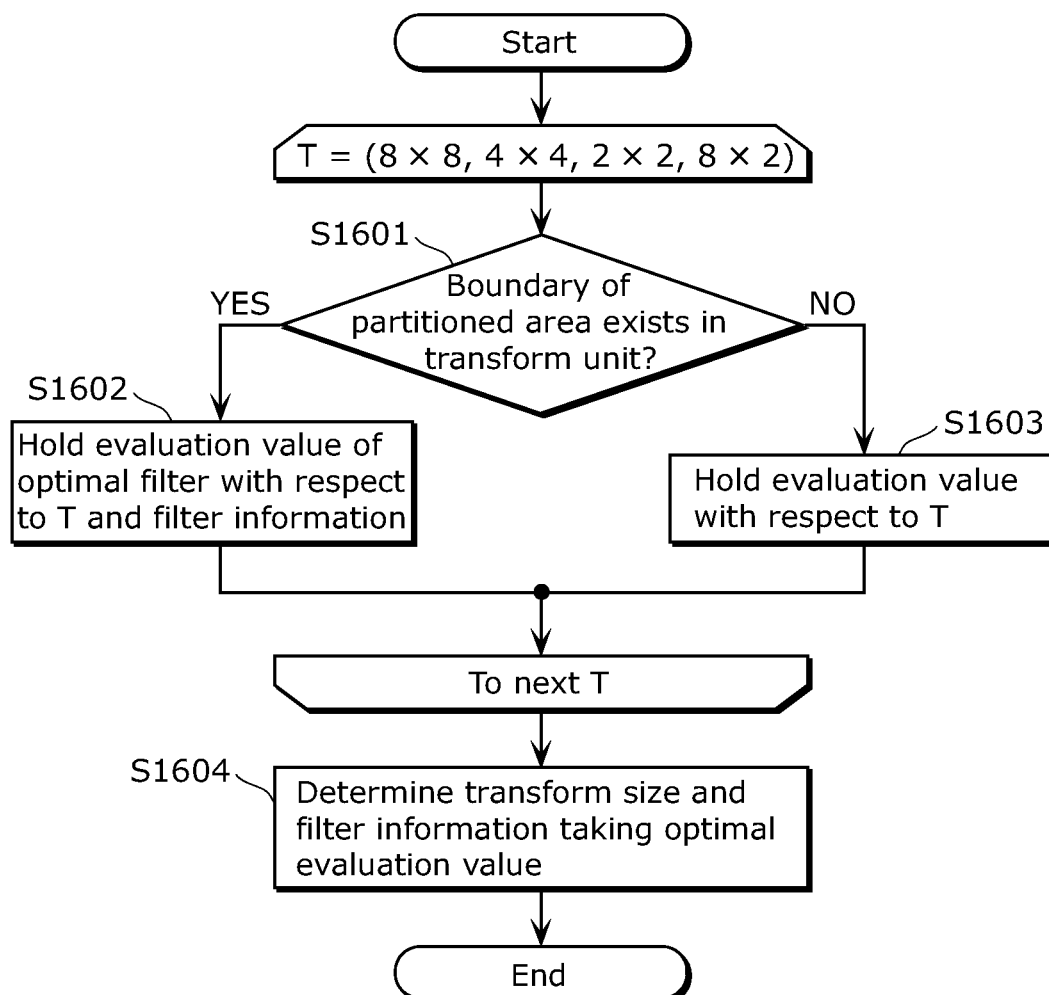 Start
T = (8 × 8, 4 × 4, 2 × 2, 8 × 2)
S1601
Boundary of
partitioned area exists in
transform unit?
YES
NO
S1602
Hold evaluation value of
optimal filter with respect
to T and filter information
S1603
Hold evaluation value
with respect to T
To next T
S1604
Determine transform size and
filter information taking optimal
evaluation value
End